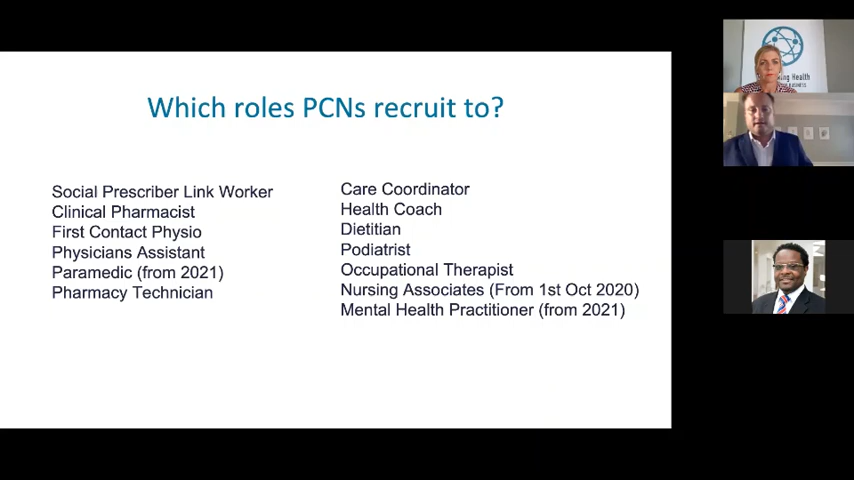 Which roles PCNs recruit to?
Social Prescriber Link Worker
Clinical Pharmacist
First Contact Physio
Physicians Assistant
Paramedic (from 2021)
Pharmacy Technician
Care Coordinator
Health Coach
Dietitian
Podiatrist
Occupational Therapist
Nursing Associates (From 1st Oct 2020)
Mental Health Practitioner (from 2021)
Health